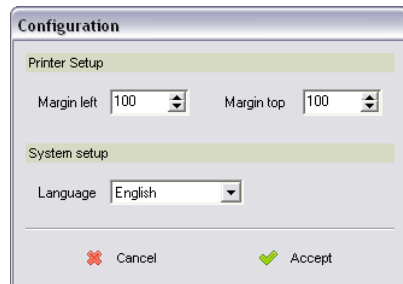 Configuration
Printer Setup
Margin left 100 Margin top 100
System setup
Language English
Cancel Accept